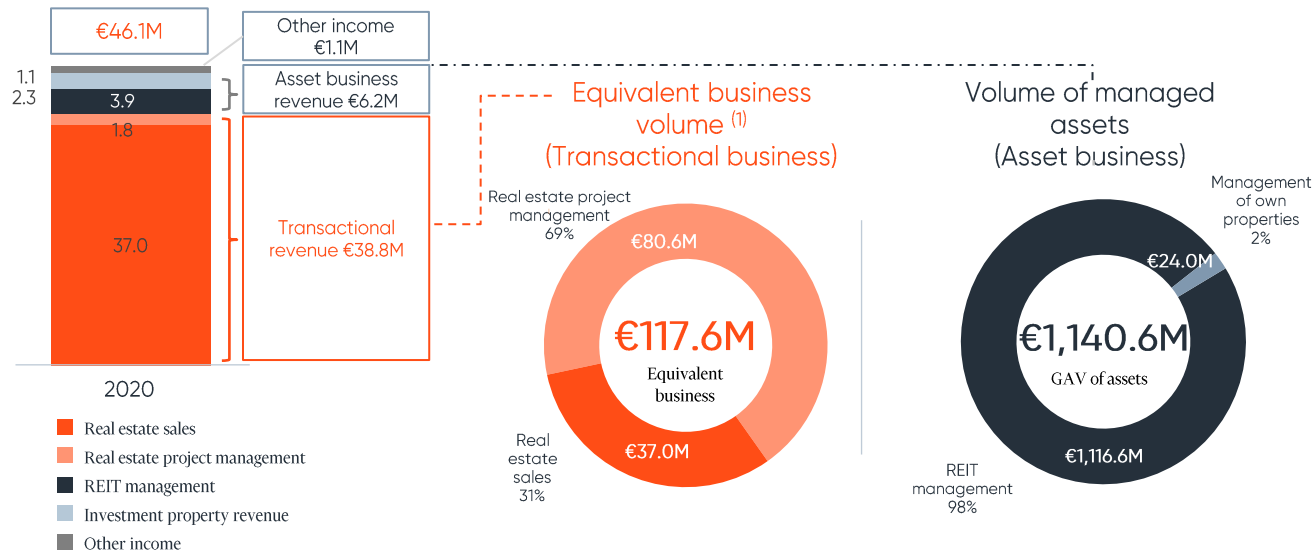 €46.1M
Other income
€1.1M
1.1
2.3
3.9
1.8
37.0
Asset business
revenue €6.2M
Transactional
revenue €38.8M
2020
Real estate sales
Real estate project management
REIT management
Investment property revenue
Other income
Equivalent business
volume (1)
(Transactional business)
Real estate project
management
69%
€80.6M
€117.6M
Equivalent
business
€37.0M
Real
estate
sales
31%
Volume of managed
assets
(Asset business)
Management
of own
properties
2%
€24.0M
€1,140.6M
GAV of assets
€1,116.6M
REIT
management
98%